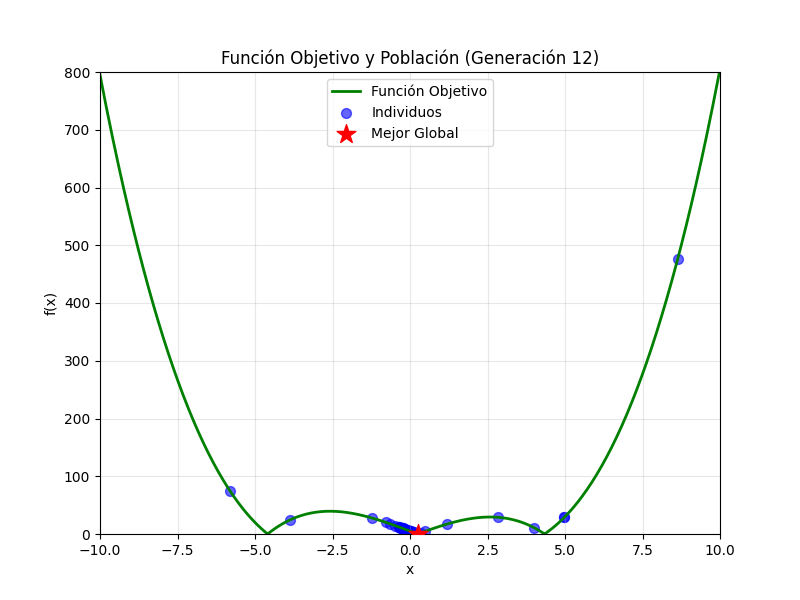 Función Objetivo y Población (Generación 12)
Función Objetivo
Individuos
Mejor Global
800
700
600
500
400
300
200
100
0
f(x)
−10.0 −7.5 −5.0 −2.5 0.0 2.5 5.0 7.5 10.0
x